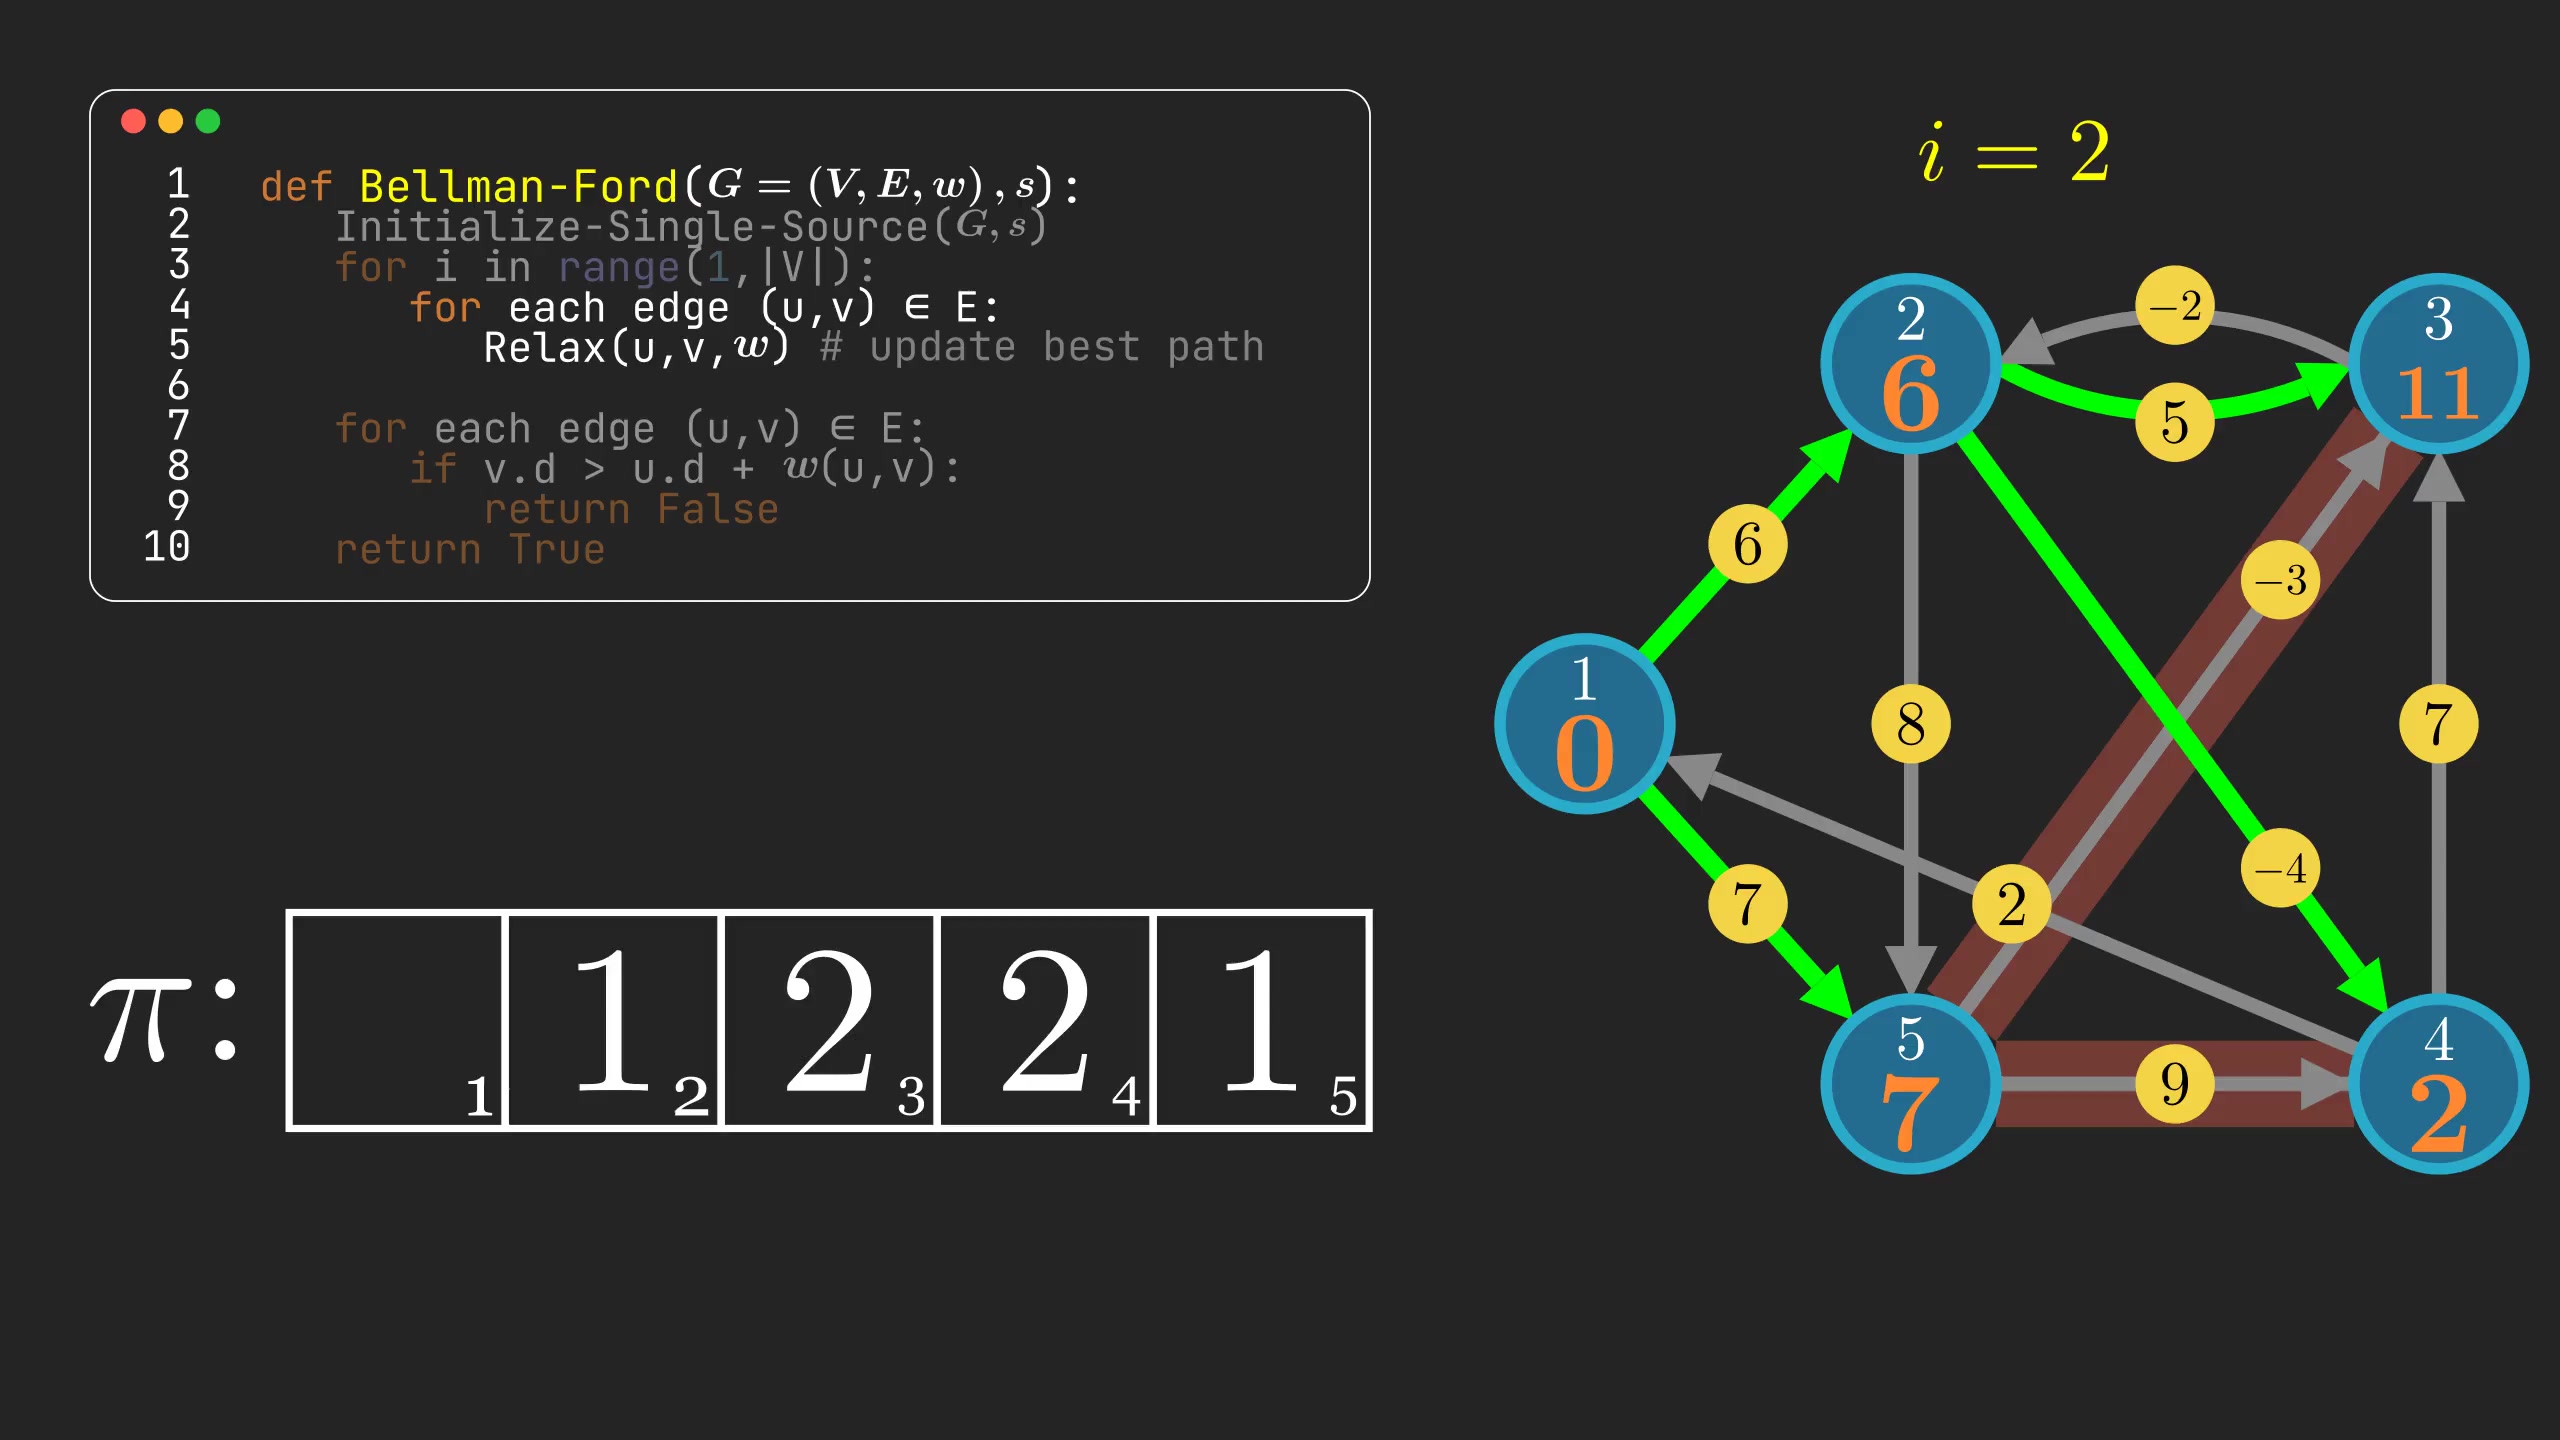 1 def Bellman-Ford(G = (V, E, w), s):
2 Initialize-Single-Source(G, s)
3 for i in range(1,|V|):
4 for each edge (u,v) ∈ E:
5 Relax(u,v,w) # update best path
6
7 for each edge (u,v) ∈ E:
8 if v.d > u.d + w(u,v):
9 return False
10 return True
i = 2
2
6
-2
5
3
11
6
-3
1
0
8
7
7
2
-4
5
7
9
4
2
π: 1 1 2 2 3 2 4 1 5